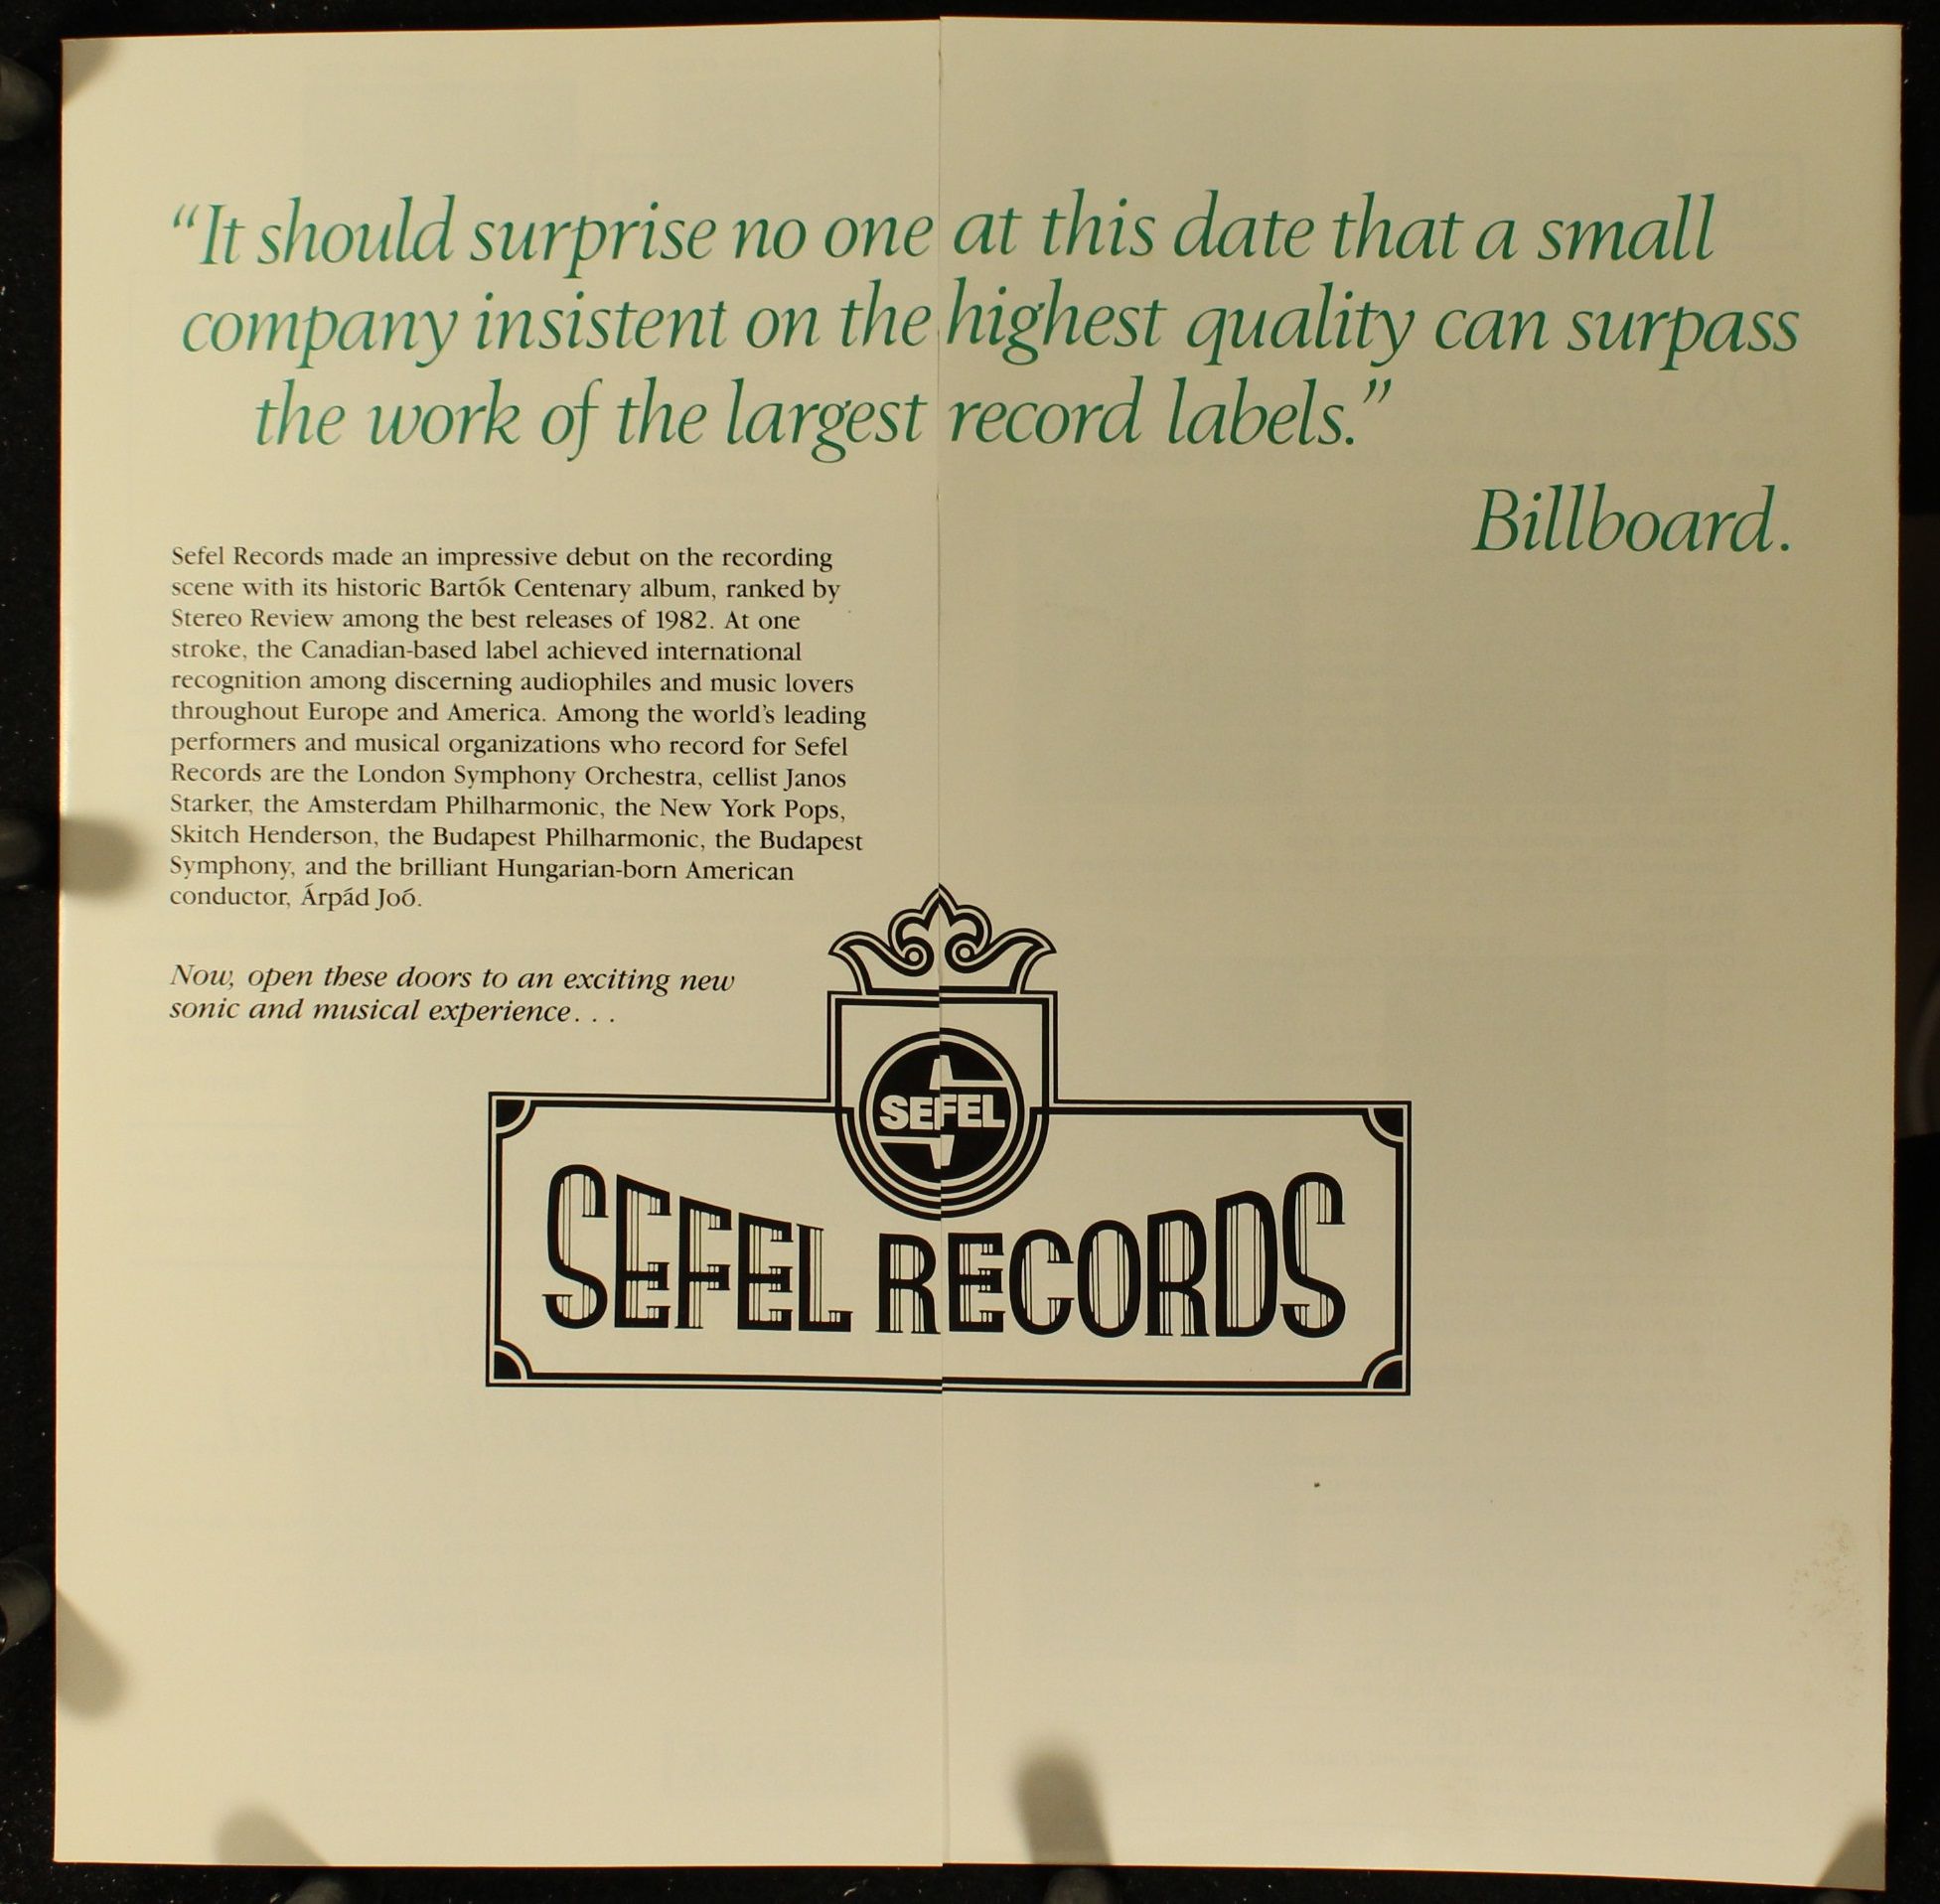 “It should surprise no one at this date that a small
company insistent on the highest quality can surpass
the work of the largest record labels.”
Billboard.
Sefel Records made an impressive debut on the recording
scene with its historic Bartók Centenary album, ranked by
Stereo Review among the best releases of 1982. At one
stroke, the Canadian-based label achieved international
recognition among discerning audiophiles and music lovers
throughout Europe and America. Among the world’s leading
performers and musical organizations who record for Sefel
Records are the London Symphony Orchestra, cellist Janos
Starker, the Amsterdam Philharmonic, the New York Pops,
Skitch Henderson, the Budapest Philharmonic, the Budapest
Symphony, and the brilliant Hungarian-born American
conductor, Árpád Joó.
Now, open these doors to an exciting new
sonic and musical experience. . .
SEFEL
SEFEL RECORDS